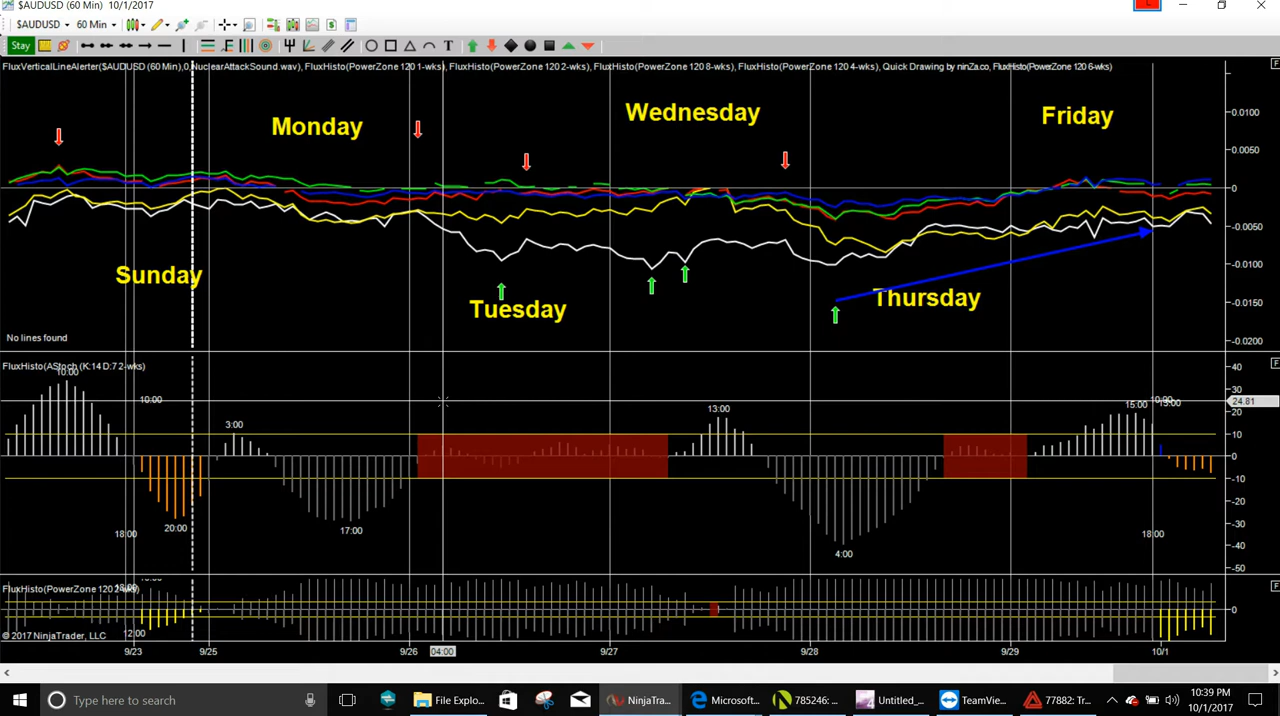 $AUDUSD (60 Min) 10/1/2017
$AUDUSD 60 Min
Stay T
FluxVerticalLineAlerter($AUDUSD (60 Min),0,NuclearAttackSound.wav), FluxHisto(PowerZone 120 1-wks), FluxHisto(PowerZone 120 2-wks), FluxHisto(PowerZone 120 8-wks), FluxHisto(PowerZone 120 4-wks), Quick Drawing by ninZa.co, FluxHisto(PowerZone 120 6-wks)
F
Monday
Wednesday
Friday
0.0100
0.0050
0
-0.0050
-0.0100
-0.0150
-0.0200
Sunday
Tuesday
Thursday
No lines found
FluxHisto(AStoch (K:14 D:7 2-wks)
F
10:00
10:00
3:00
13:00
15:00
40
30
24.81
20
10
0
-10
-20
-30
-40
-50
20:00
18:00
17:00
4:00
18:00
FluxHisto(PowerZone 120 2-wks)
F
0
© 2017 NinjaTrader, LLC
12:00
9/23 9/25 9/26 04:00 9/27 9/28 9/29 10/1
Type here to search
File Explo...
NinjaTra...
Microsoft...
785246: ...
Untitled_...
TeamVie...
77882: Tr...
10:39 PM
10/1/2017